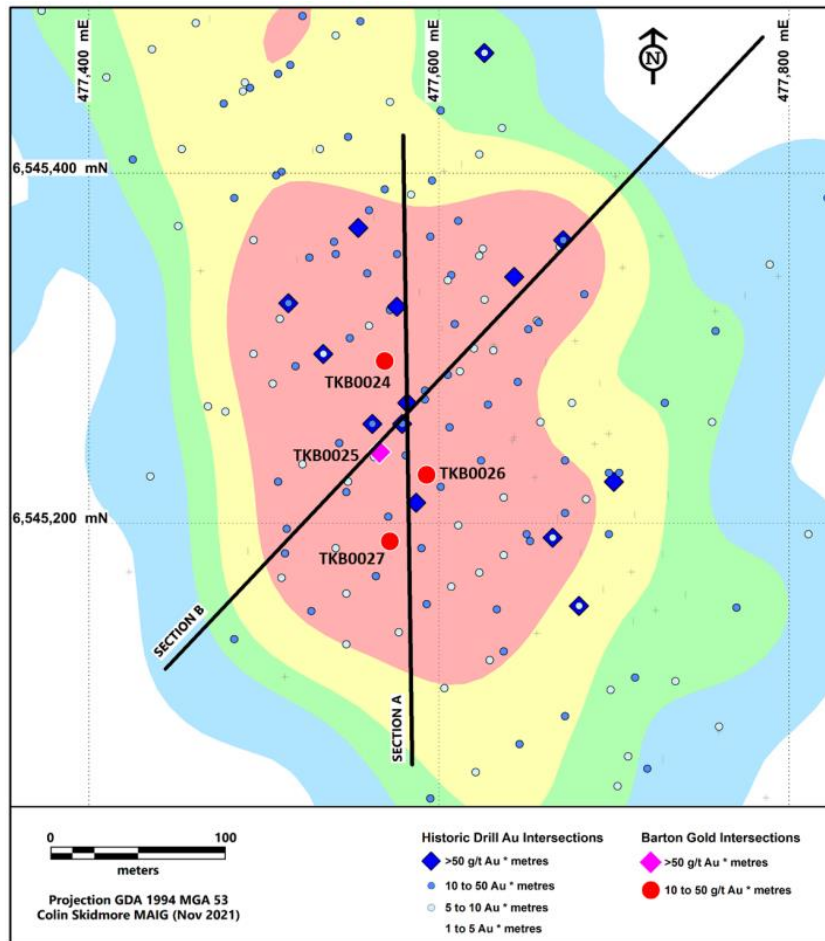 477,400 mE
477,600 mE
477,800 mE
N
6,545,400 mN
TKB0024
TKB0025
TKB0026
6,545,200 mN
TKB0027
SECTION B
SECTION A
0 100
meters
Projection GDA 1994 MGA 53
Colin Skidmore MAIG (Nov 2021)
Historic Drill Au Intersections
>50 g/t Au * metres
10 to 50 Au * metres
5 to 10 Au * metres
1 to 5 Au * metres
Barton Gold Intersections
>50 g/t Au * metres
10 to 50 g/t Au * metres